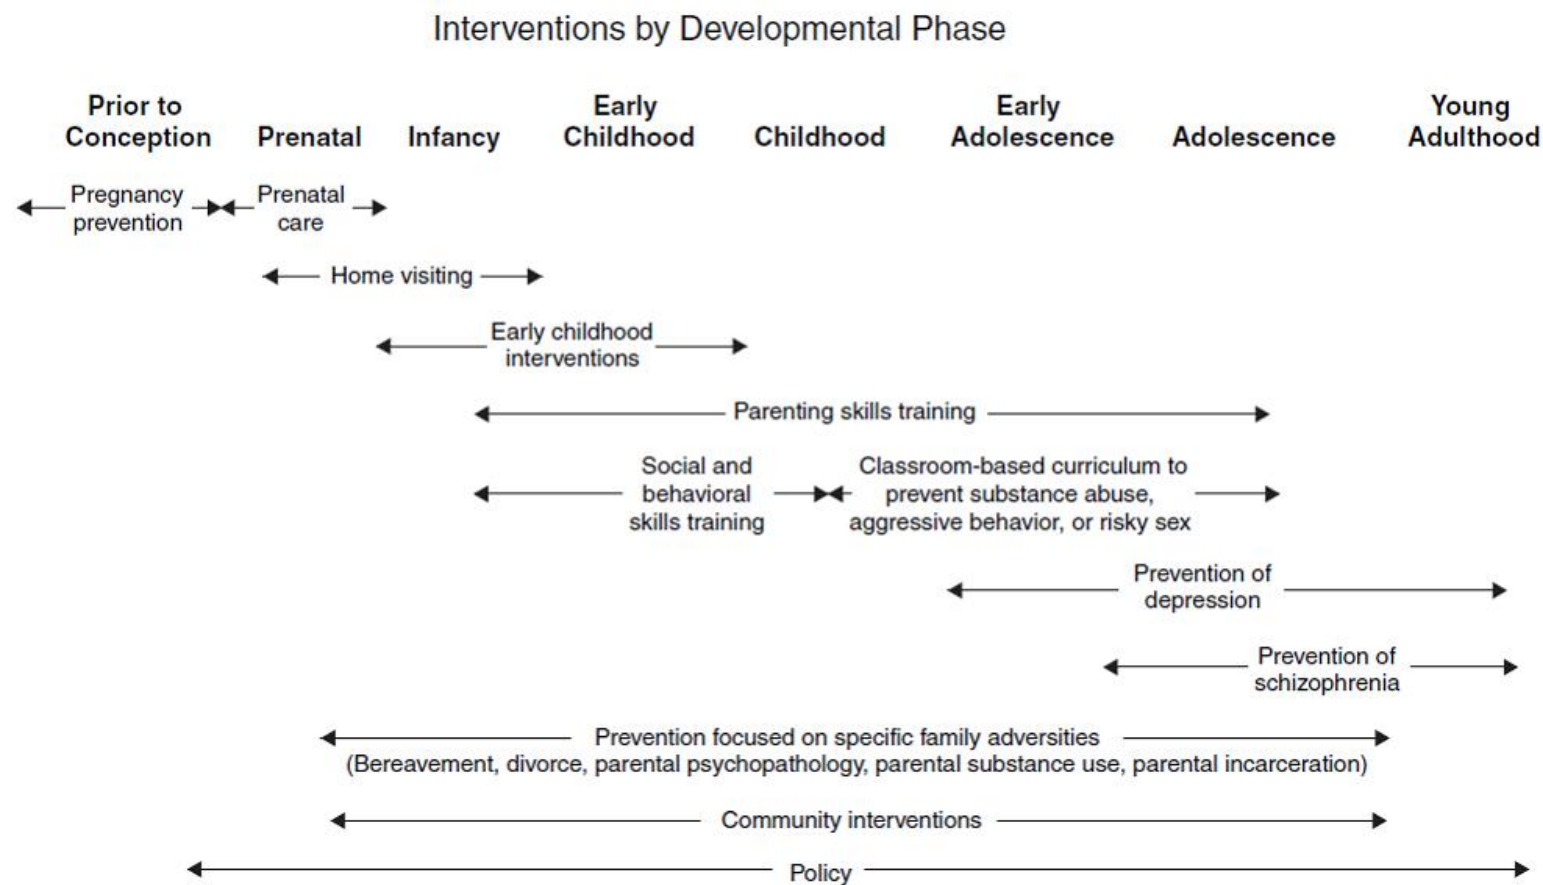 Interventions by Developmental Phase
Prior to
Conception
Prenatal
Infancy
Early
Childhood
Childhood
Early
Adolescence
Adolescence
Young
Adulthood
Pregnancy
prevention
Prenatal
care
Home visiting
Early childhood
interventions
Parenting skills training
Social and
behavioral
skills training
Classroom-based curriculum to
prevent substance abuse,
aggressive behavior, or risky sex
Prevention of
depression
Prevention of
schizophrenia
Prevention focused on specific family adversities
(Bereavement, divorce, parental psychopathology, parental substance use, parental incarceration)
Community interventions
Policy